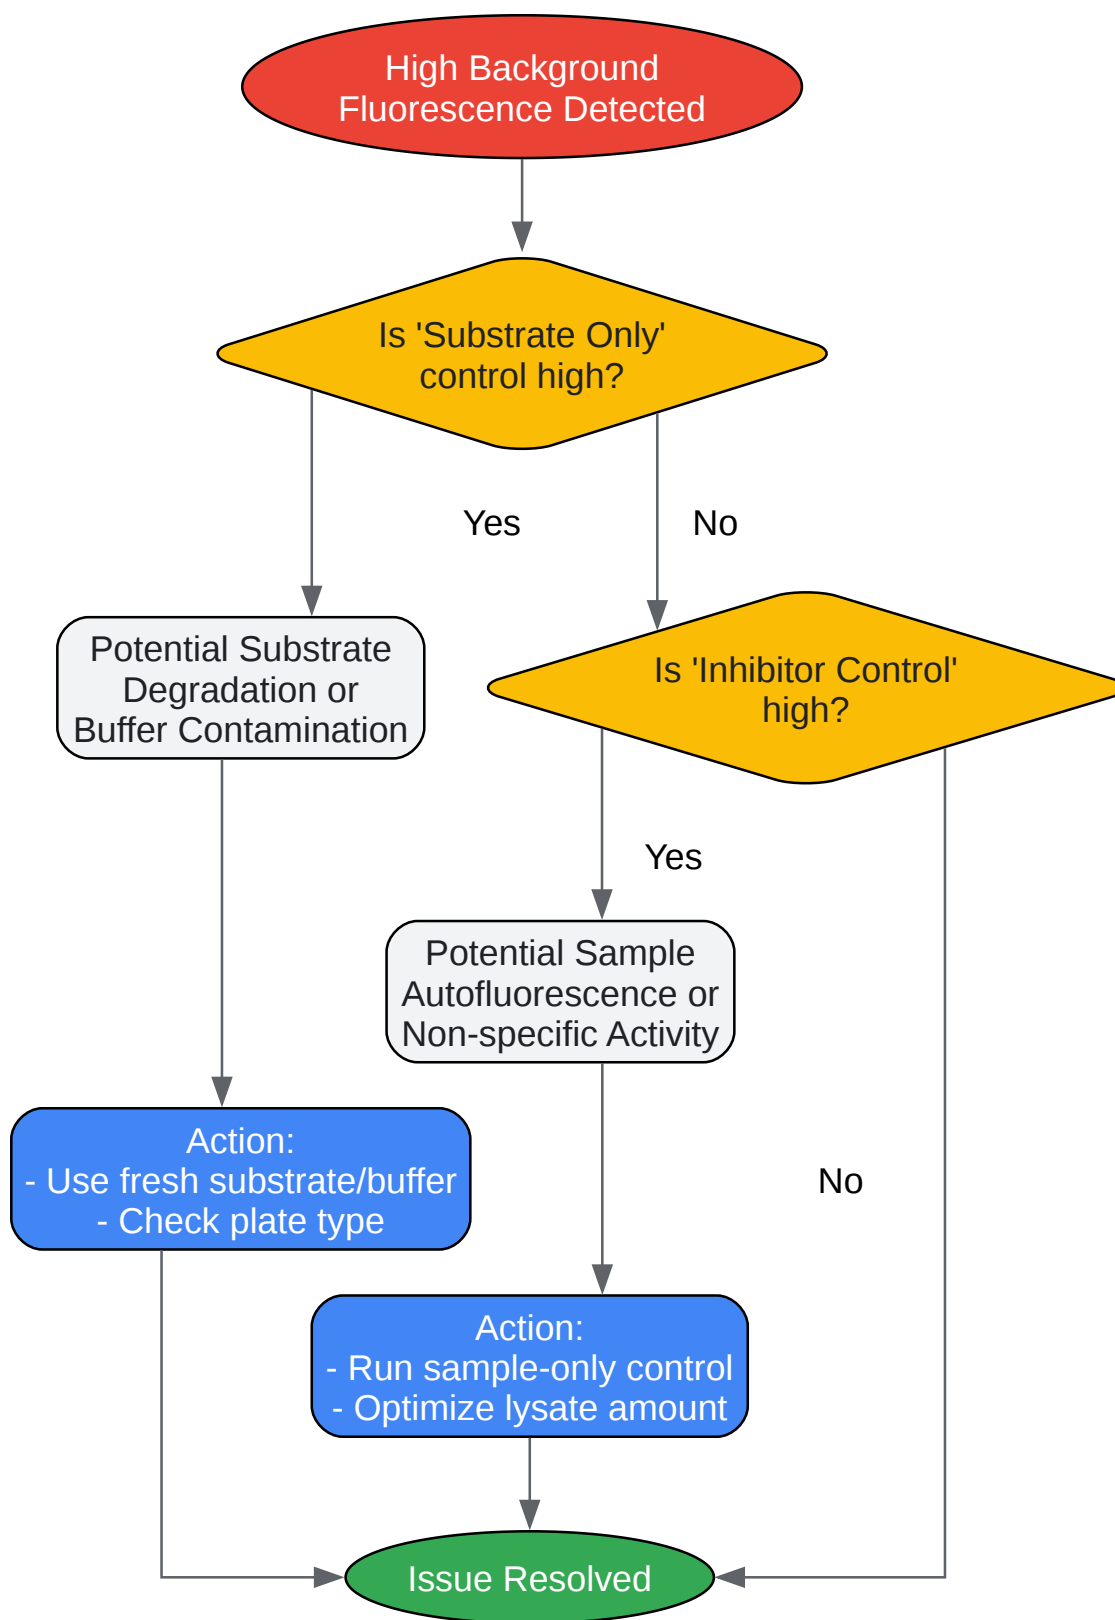 High Background
Fluorescence Detected
Is 'Substrate Only'
control high?
Yes
No
Potential Substrate
Degradation or
Buffer Contamination
Is 'Inhibitor Control'
high?
Yes
Potential Sample
Autofluorescence or
Non-specific Activity
Action:
- Use fresh substrate/buffer
- Check plate type
No
Action:
- Run sample-only control
- Optimize lysate amount
Issue Resolved